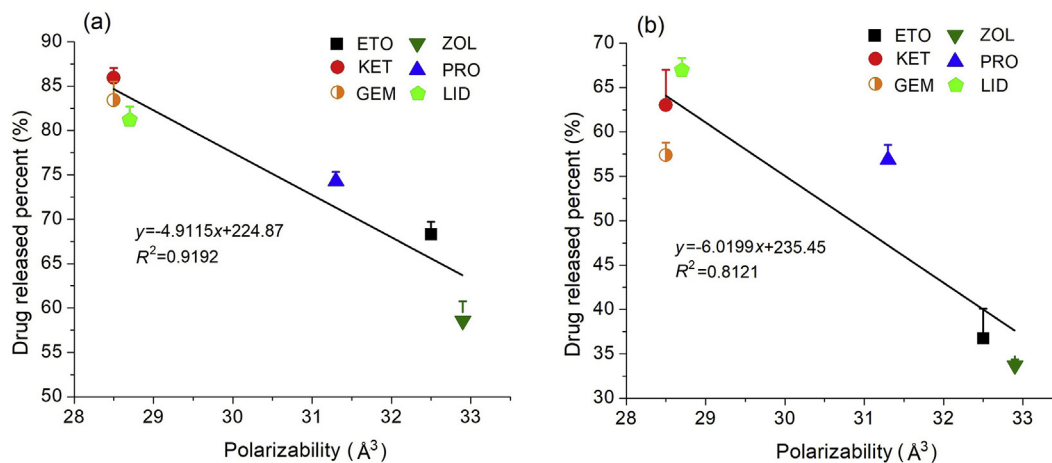 (a)
Drug released percent (%)
90
85
80
75
70
65
60
55
50
ETO ZOL
KET PRO
GEM LID
y=-4.9115x+224.87
R²=0.9192
28 29 30 31 32 33
Polarizability (Å³)
(b)
Drug released percent (%)
70
65
60
55
50
45
40
35
30
ETO ZOL
KET PRO
GEM LID
y=-6.0199x+235.45
R²=0.8121
28 29 30 31 32 33
Polarizability (Å³)